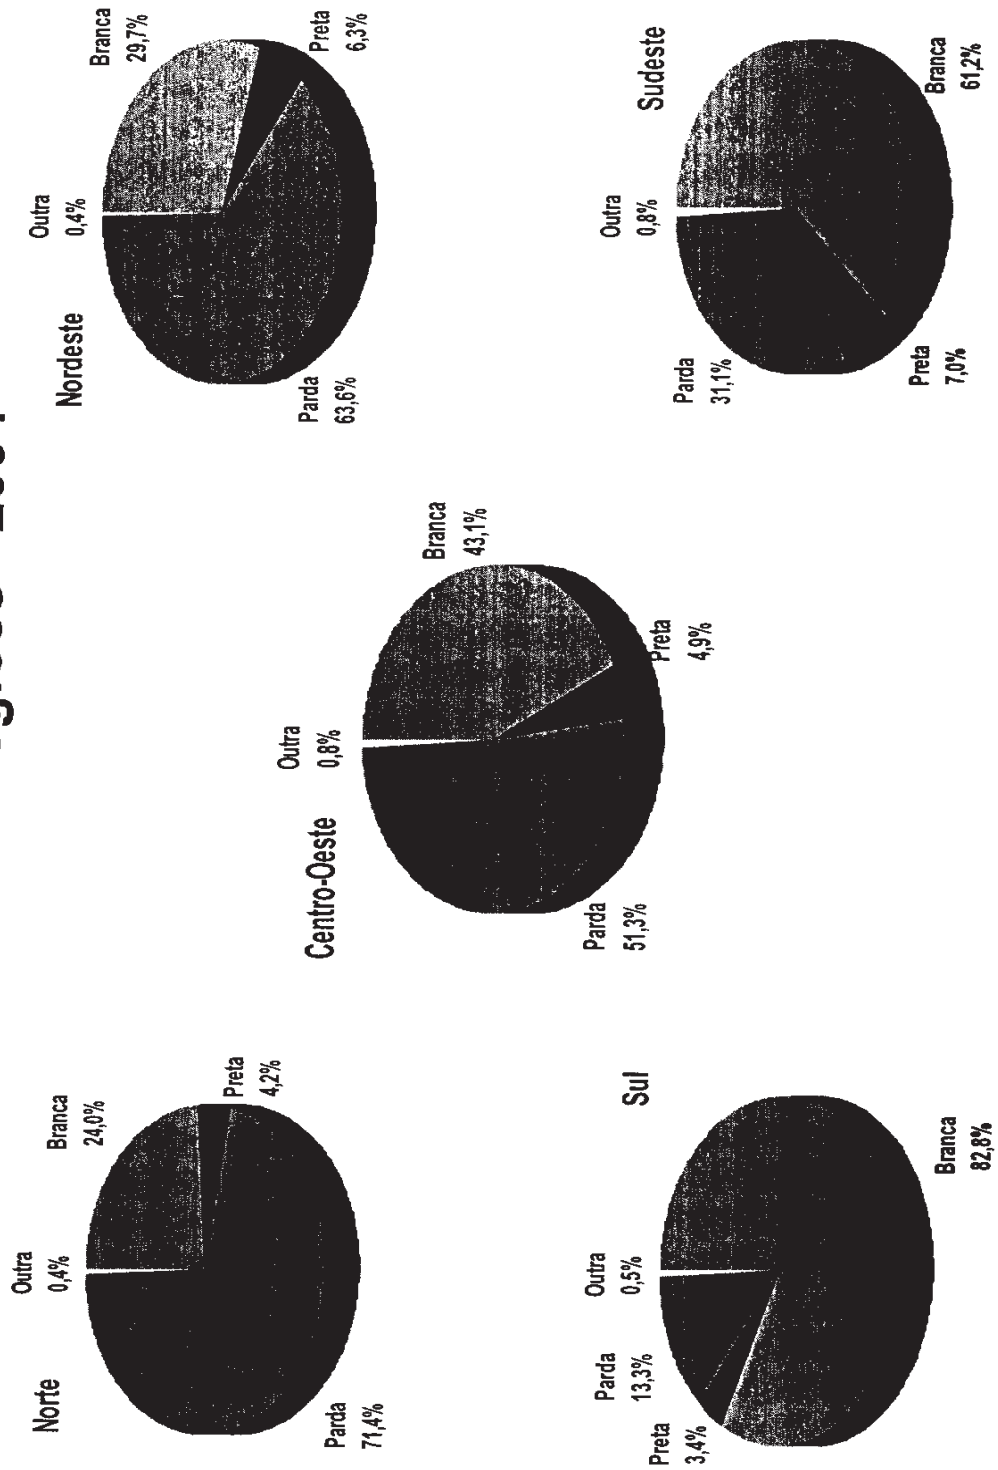 Norte
Outra
0,4%
Branca
24,0%
Preta
4,2%
Parda
71,4%
Nordeste
Outra
0,4%
Branca
29,7%
Preta
6,3%
Parda
63,6%
Centro-Oeste
Outra
0,8%
Branca
43,1%
Preta
4,9%
Parda
51,3%
Sul
Outra
0,5%
Parda
13,3%
Preta
3,4%
Branca
82,8%
Sudeste
Outra
0,8%
Parda
31,1%
Preta
7,0%
Branca
61,2%